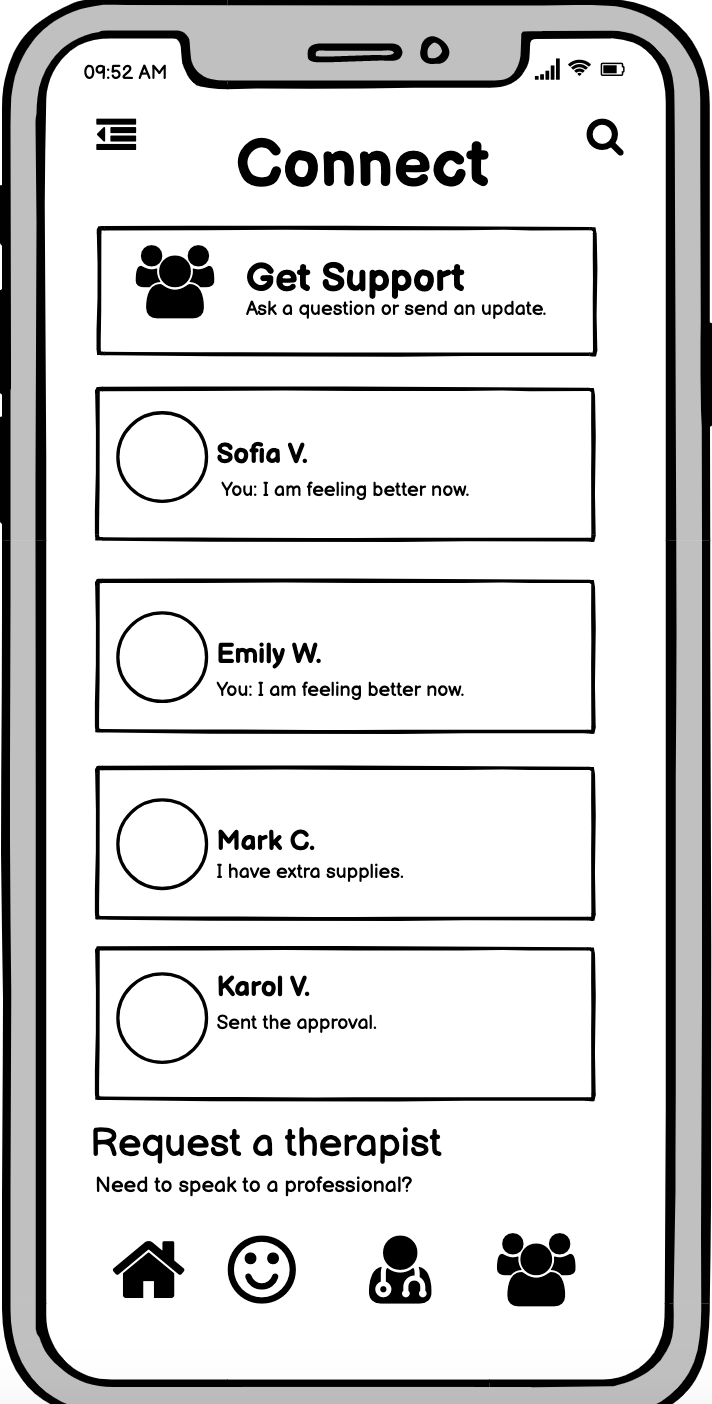 09:52 AM
Connect
Get Support
Ask a question or send an update.
Sofia V.
You: I am feeling better now.
Emily W.
You: I am feeling better now.
Mark C.
I have extra supplies.
Karol V.
Sent the approval.
Request a therapist
Need to speak to a professional?